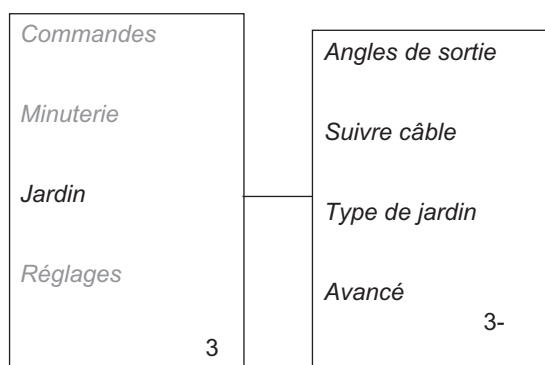 Commandes
Minuterie
Jardin
Réglages
3
Angles de sortie
Suivre câble
Type de jardin
Avancé
3-